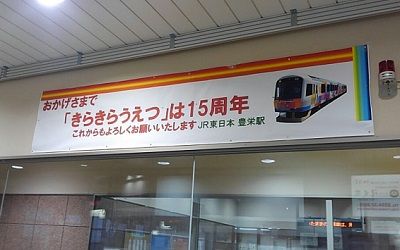 おかげさまで
「きらきらうえつ」は15周年
これからもよろしくお願いいたします JR東日本 豊栄駅